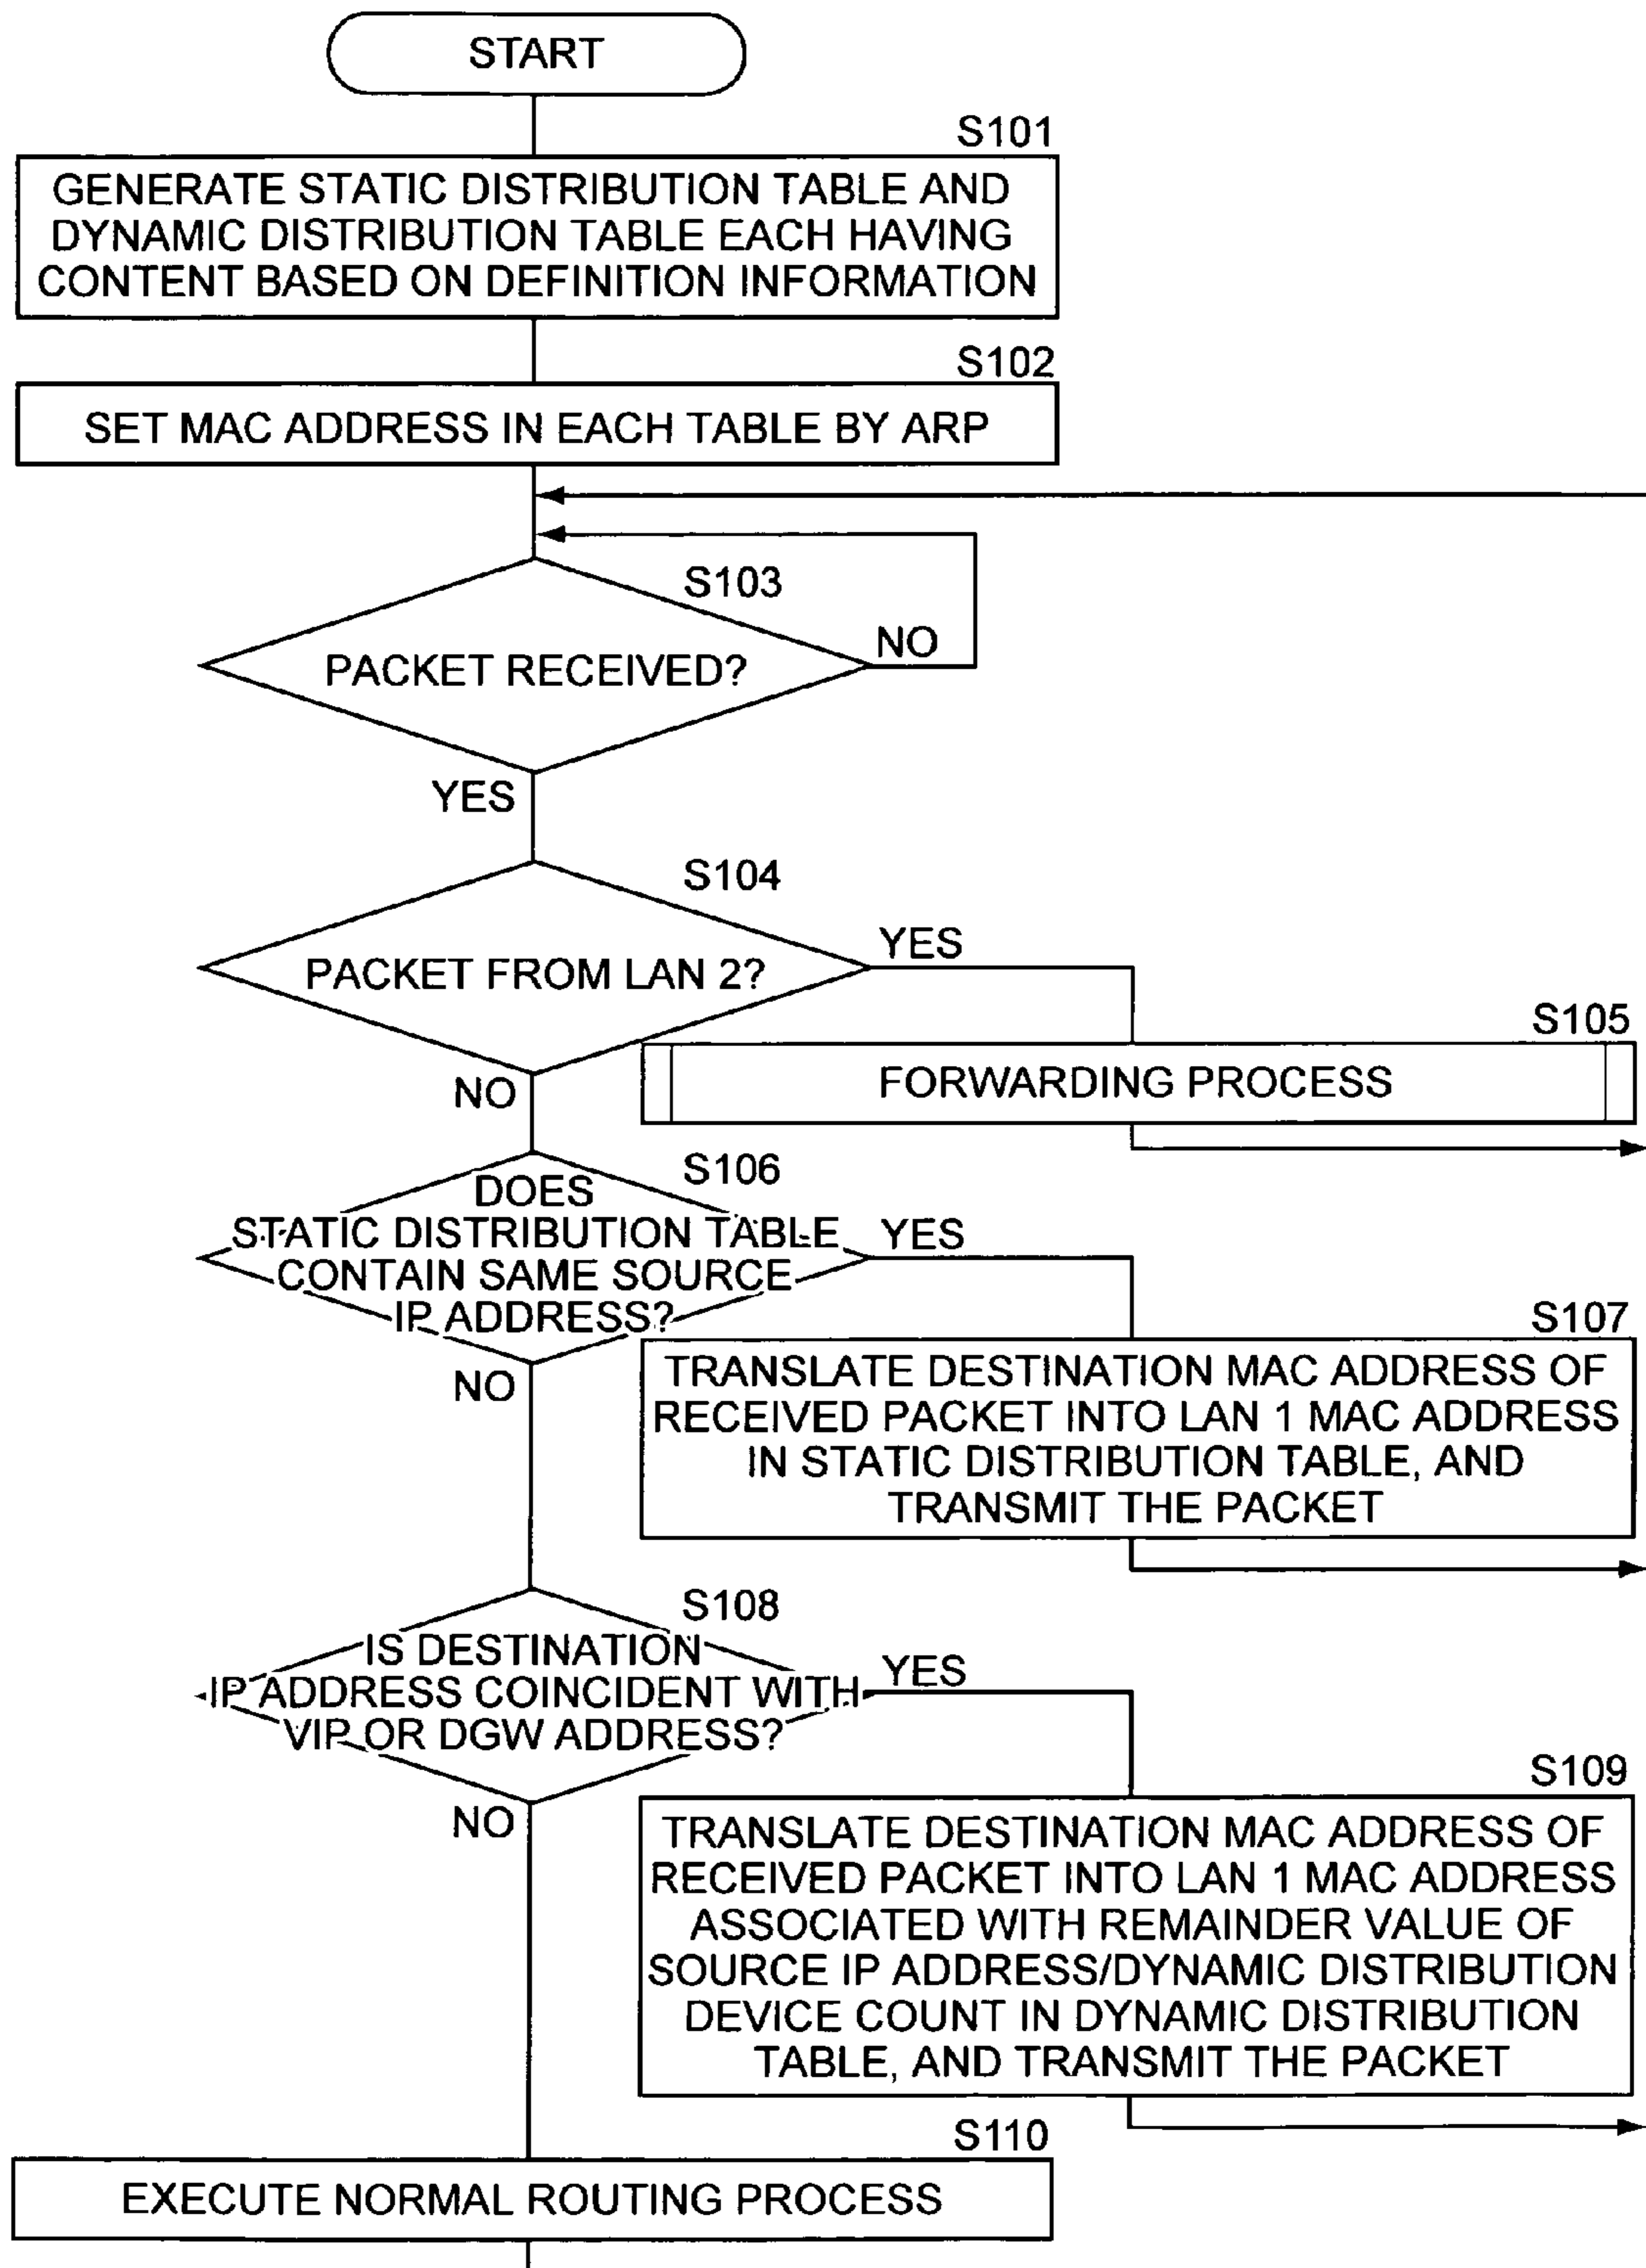 START
S101
GENERATE STATIC DISTRIBUTION TABLE AND
DYNAMIC DISTRIBUTION TABLE EACH HAVING
CONTENT BASED ON DEFINITION INFORMATION
S102
SET MAC ADDRESS IN EACH TABLE BY ARP
S103
NO
PACKET RECEIVED?
YES
S104
YES
PACKET FROM LAN 2?
S105
FORWARDING PROCESS
NO
S106
DOES
STATIC DISTRIBUTION TABLE
CONTAIN SAME SOURCE
IP ADDRESS?
YES
S107
TRANSLATE DESTINATION MAC ADDRESS OF
RECEIVED PACKET INTO LAN 1 MAC ADDRESS
IN STATIC DISTRIBUTION TABLE, AND
TRANSMIT THE PACKET
NO
S108
IS DESTINATION
IP ADDRESS COINCIDENT WITH
VIP OR DGW ADDRESS?
YES
S109
TRANSLATE DESTINATION MAC ADDRESS OF
RECEIVED PACKET INTO LAN 1 MAC ADDRESS
ASSOCIATED WITH REMAINDER VALUE OF
SOURCE IP ADDRESS/DYNAMIC DISTRIBUTION
DEVICE COUNT IN DYNAMIC DISTRIBUTION
TABLE, AND TRANSMIT THE PACKET
NO
S110
EXECUTE NORMAL ROUTING PROCESS